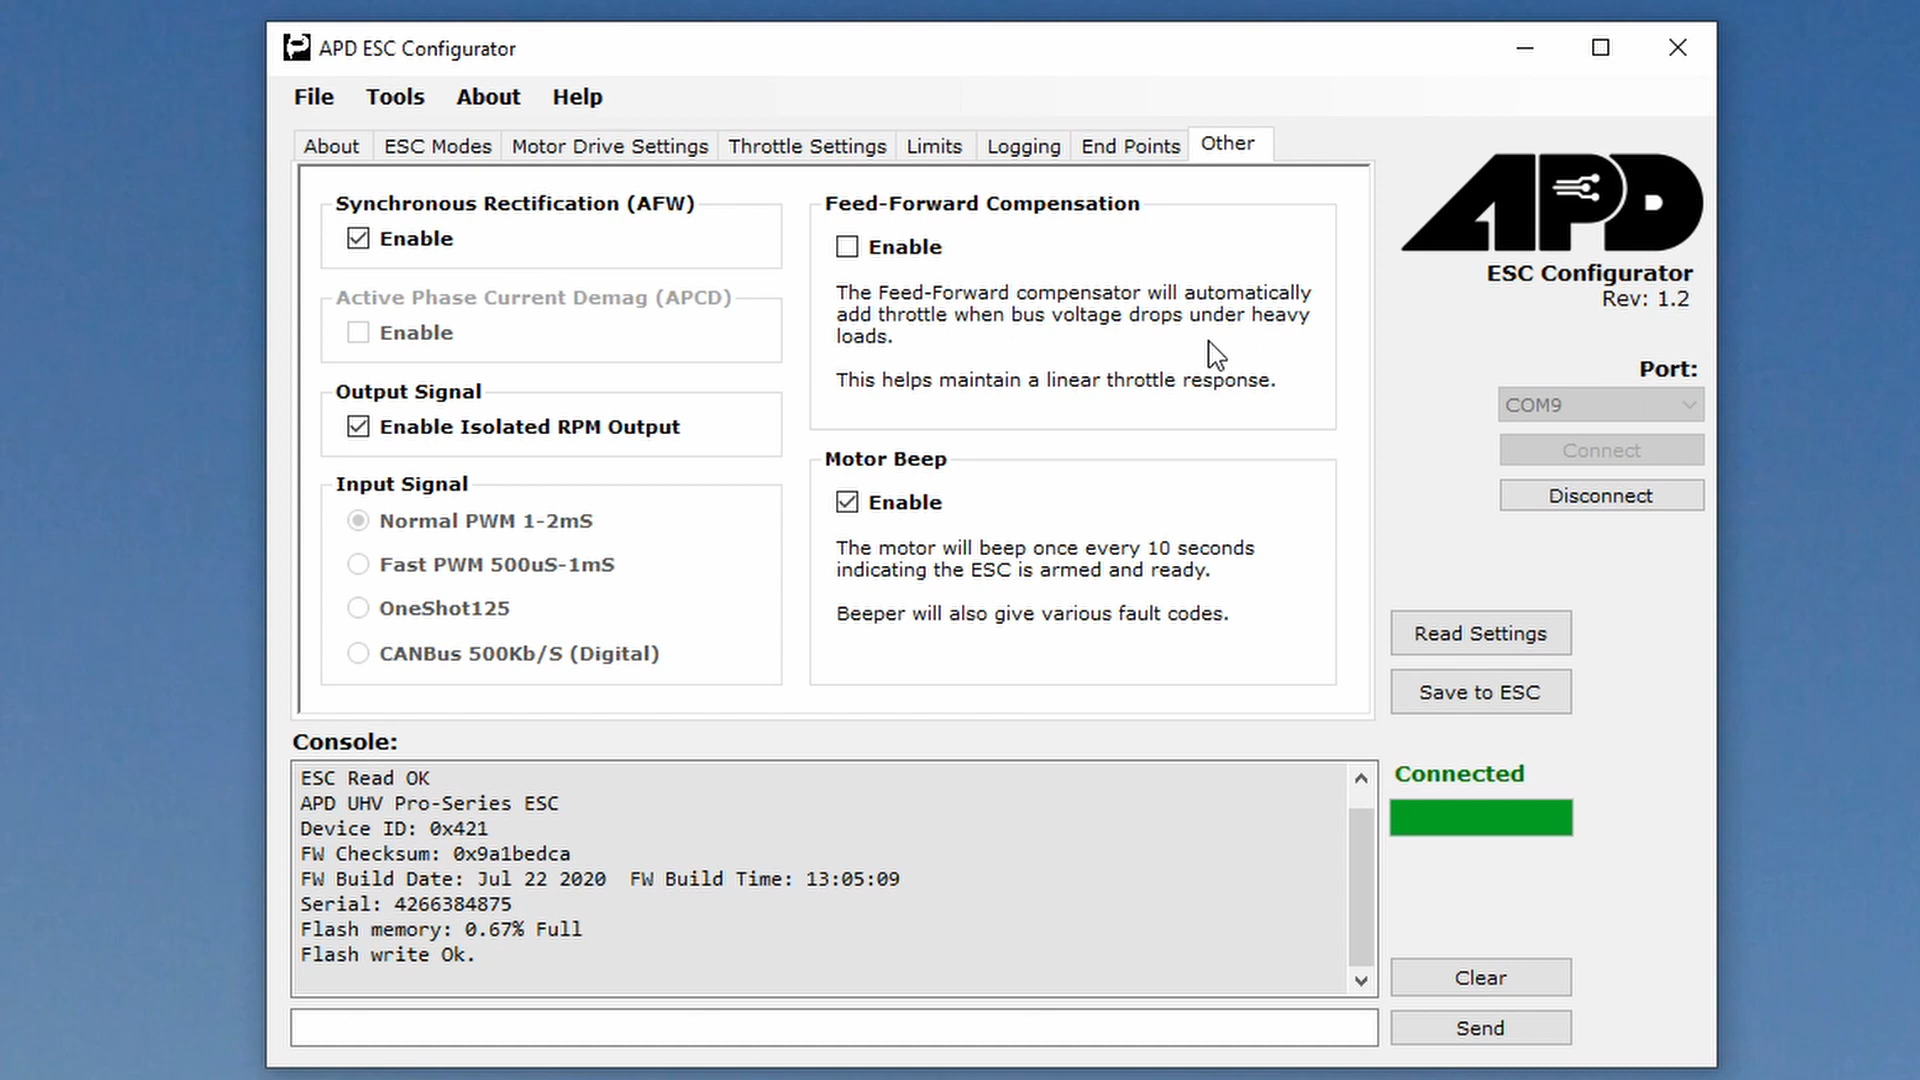 APD ESC Configurator
File Tools About Help
About ESC Modes Motor Drive Settings Throttle Settings Limits Logging End Points Other
Synchronous Rectification (AFW)
Enable
Active Phase Current Demag (APCD)
Enable
Output Signal
Enable Isolated RPM Output
Input Signal
Normal PWM 1-2mS
Fast PWM 500uS-1mS
OneShot125
CANBus 500Kb/S (Digital)
Feed-Forward Compensation
Enable
The Feed-Forward compensator will automatically
add throttle when bus voltage drops under heavy
loads.
This helps maintain a linear throttle response.
Motor Beep
Enable
The motor will beep once every 10 seconds
indicating the ESC is armed and ready.
Beeper will also give various fault codes.
APD
ESC Configurator
Rev: 1.2
Port:
COM9
Connect
Disconnect
Read Settings
Save to ESC
Console:
ESC Read OK
APD UHV Pro-Series ESC
Device ID: 0x421
FW Checksum: 0x9a1bedca
FW Build Date: Jul 22 2020  FW Build Time: 13:05:09
Serial: 4266384875
Flash memory: 0.67% Full
Flash write Ok.
Connected
Clear
Send